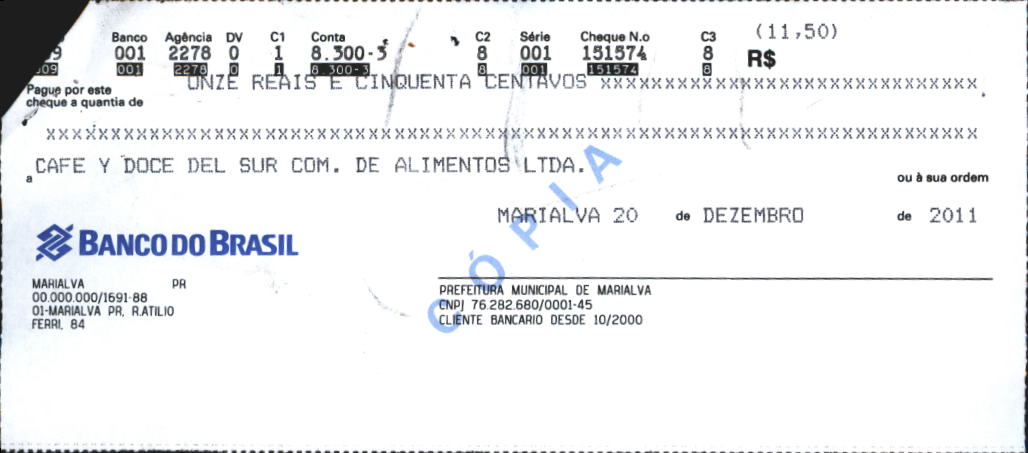 Banco Agência DV C1 Conta C2 Série Cheque N.o C3 (11,50)
001 2278 0 1 8.300-3 8 001 151574 8 R$
009 001 2278 0 1 8.300-3 8 001 151574 8
Pague por este
cheque a quantia de ONZE REAIS E CINQUENTA CENTAVOS xxxxxxxxxxxxxxxxxxxxxxxxxxxxx
xxxxxxxxxxxxxxxxxxxxxxxxxxxxxxxxxxxxxxxxxxxxxxxxxxxxxxxxxxxxxxxxxxxxxxx
a CAFE Y DOCE DEL SUR COM. DE ALIMENTOS LTDA. ou à sua ordem
MARIALVA 20 de DEZEMBRO de 2011
BANCO DO BRASIL
CÓPIA
MARIALVA PR
00.000.000/1691-88
01-MARIALVA PR. R.ATILIO
FERRI, 84
PREFEITURA MUNICIPAL DE MARIALVA
CNPJ 76.282.680/0001-45
CLIENTE BANCARIO DESDE 10/2000